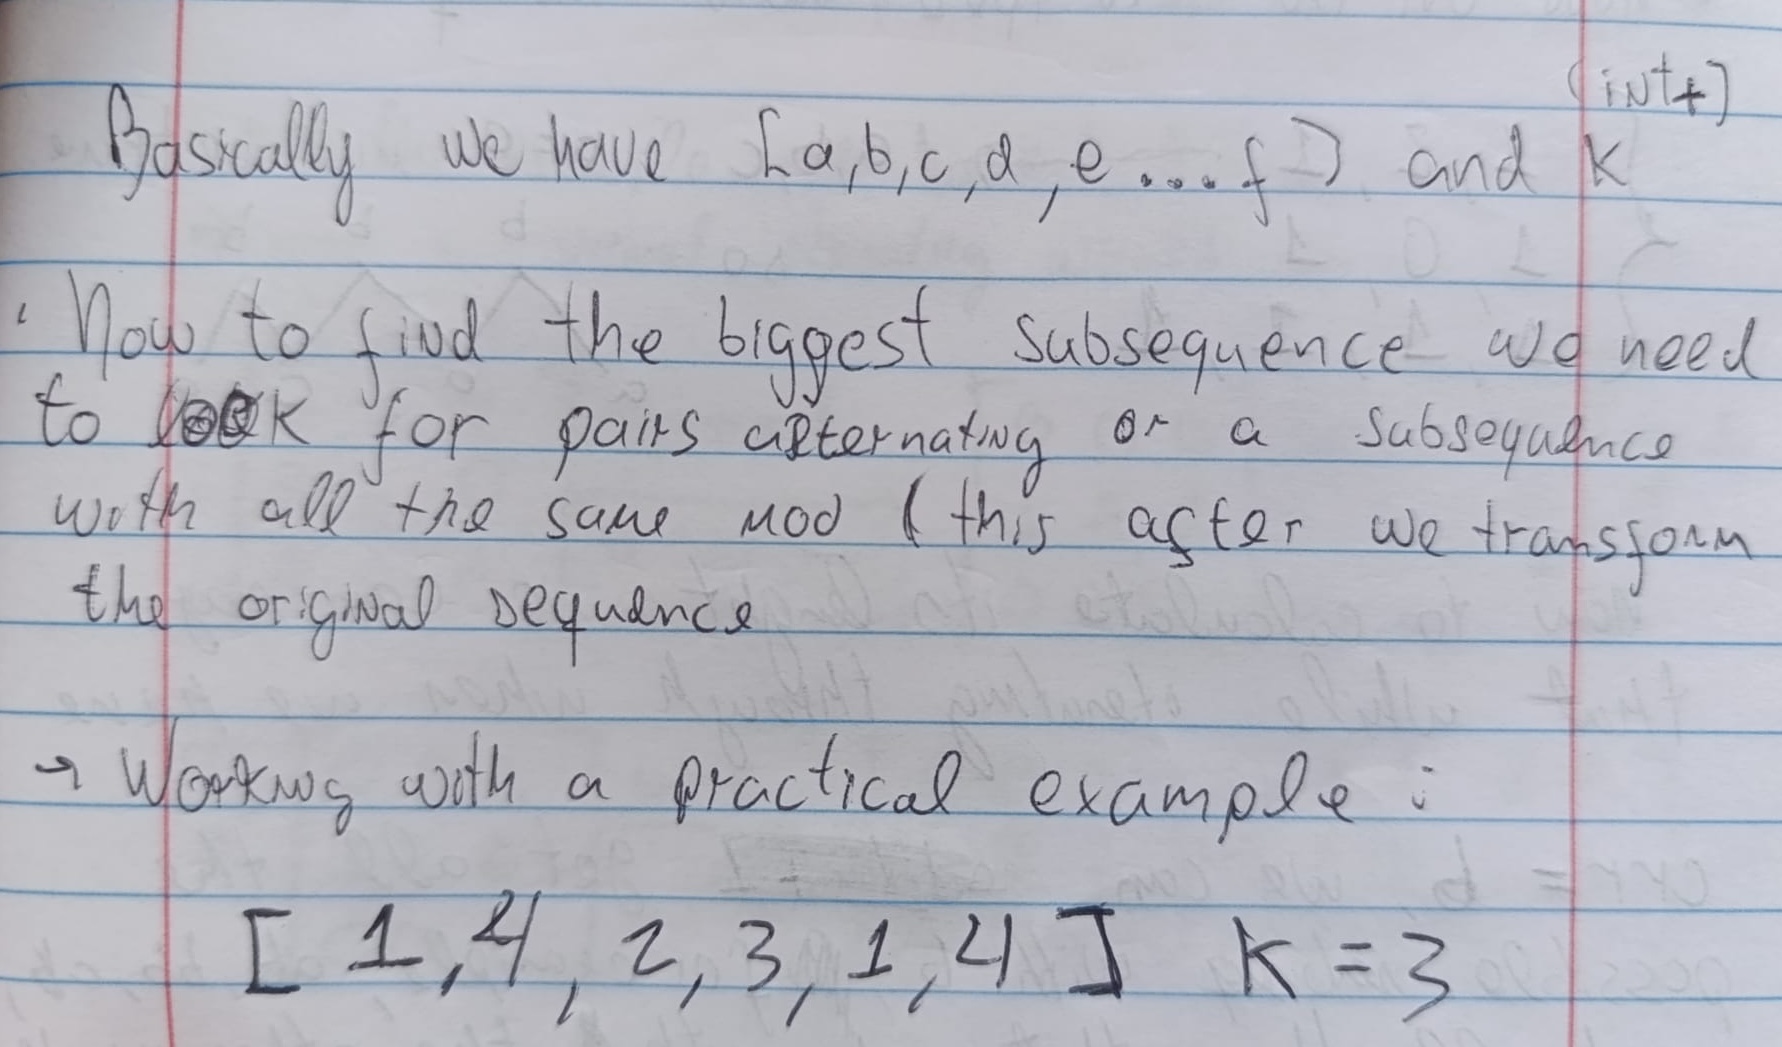 (int+)
Basically we have [a,b,c,d,e....f] and K
Now to find the biggest subsequence we need
to look for pairs alternating or a subsequence
with all the same mod (this after we transform
the original sequence
→ Working with a practical example:
[ 1,4, 2, 3, 1, 4 ] K = 3